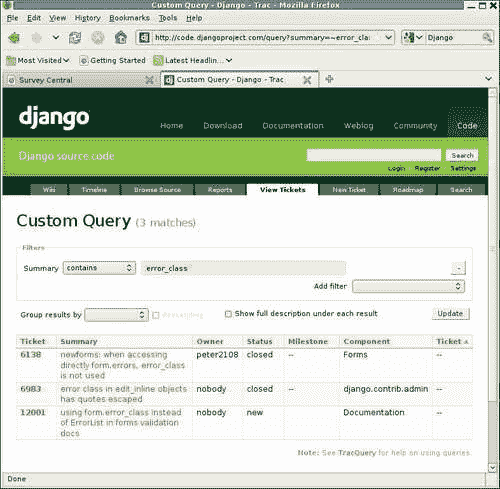 Custom Query - Django - Trac - Mozilla Firefox
File Edit View History Bookmarks Tools Help
http://code.djangoproject.com/query?summary=~error_clas
Django
Most Visited Getting Started Latest Headlin...
Survey Central Custom Query - Django - Trac
django
Home Download Documentation Weblog Community Code
Django source code
Search
Login Register Settings
Wiki Timeline Browse Source Reports View Tickets New Ticket Roadmap Search
Custom Query (3 matches)
Filters
Summary contains error_class -
Add filter
Group results by descending Show full description under each result Update
Ticket Summary Owner Status Milestone Component Ticket
6138 newforms: when accessing directly form.errors, error_class is not used peter2108 closed -- Forms --
6983 error class in edit_inline objects has quotes escaped nobody closed -- django.contrib.admin --
12001 using form.error_class instead of ErrorList in forms validation docs nobody new Documentation --
Note: See TracQuery for help on using queries.
Done